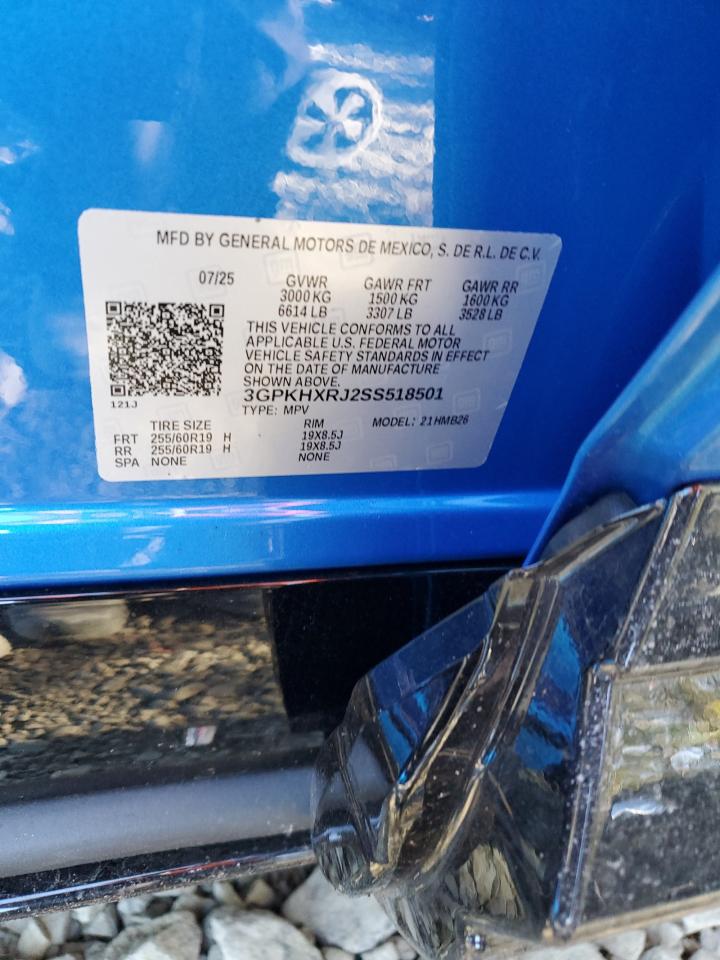 MFD BY GENERAL MOTORS DE MEXICO, S. DE R.L. DE C.V.
07/25 GVWR GAWR FRT GAWR RR
3000 KG 1500 KG 1600 KG
6614 LB 3307 LB 3528 LB
THIS VEHICLE CONFORMS TO ALL
APPLICABLE U.S. FEDERAL MOTOR
VEHICLE SAFETY STANDARDS IN EFFECT
ON THE DATE OF MANUFACTURE
SHOWN ABOVE.
3GPKHXRJ2SS518501
121J TYPE: MPV MODEL: 21HMB26
TIRE SIZE RIM
FRT 255/60R19 H 19X8.5J
RR 255/60R19 H 19X8.5J
SPA NONE NONE